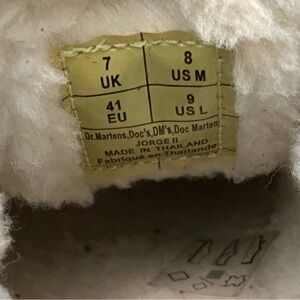 7 8
UK US M
41 9
EU US L
Dr.Martens,Doc's,DM's,Doc Marten
JORGE II
MADE IN THAILAND
Fabriqué en Thaïlande